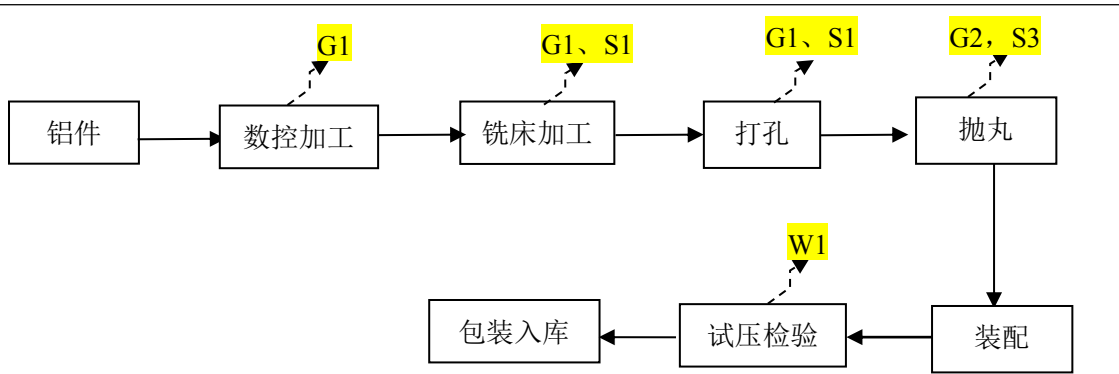 G1
G1、S1
G1、S1
G2，S3
铝件
数控加工
铣床加工
打孔
抛丸
W1
包装入库
试压检验
装配